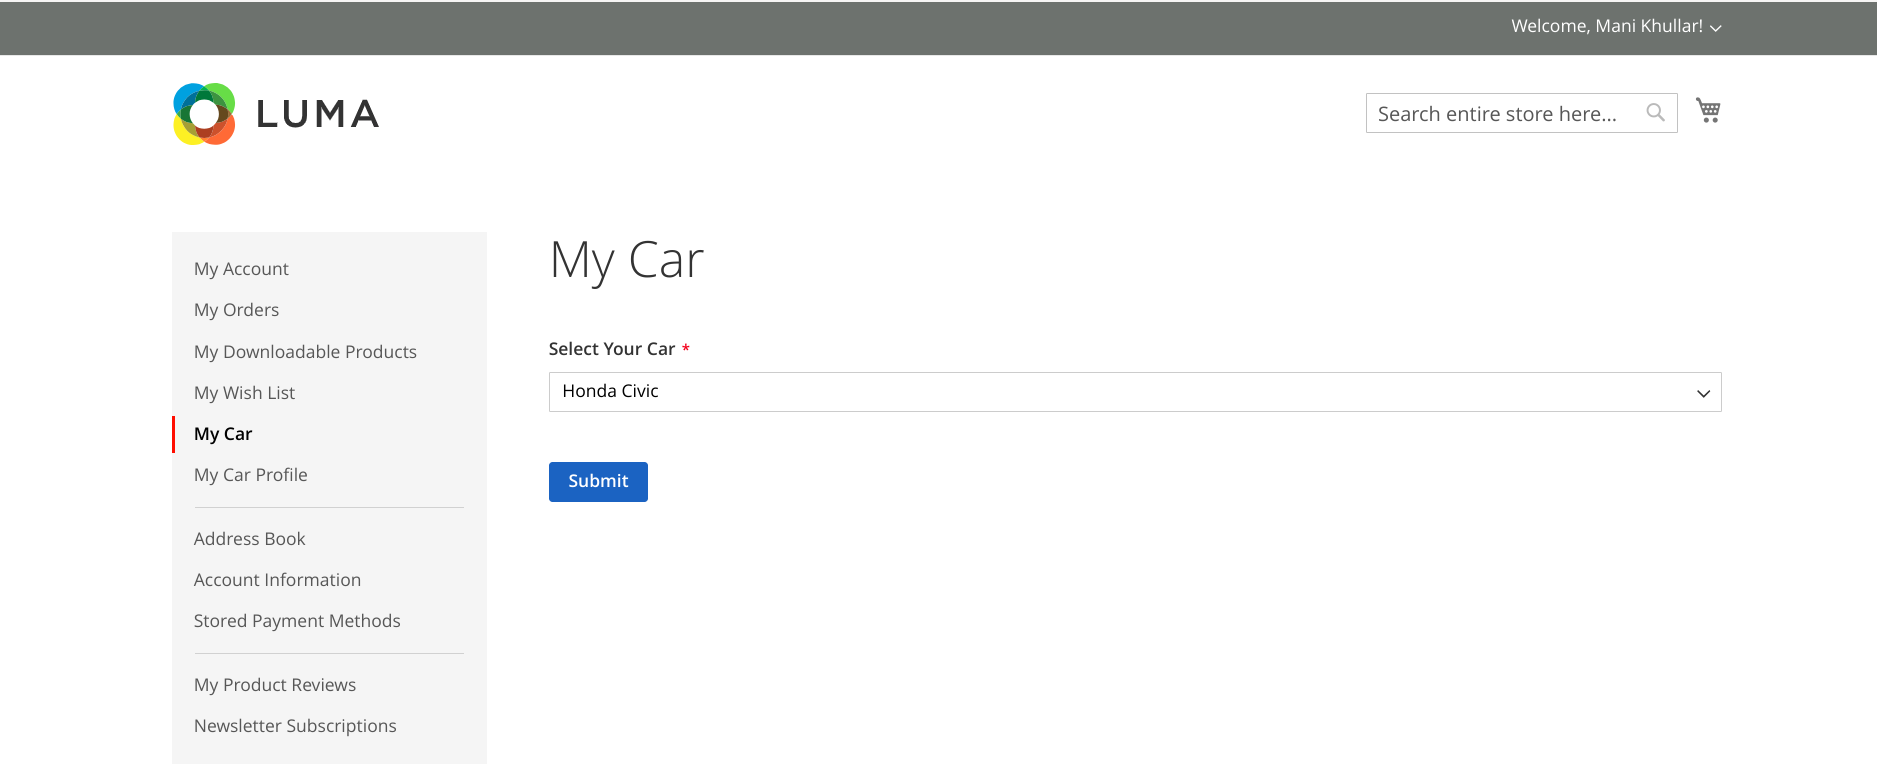 Welcome, Mani Khullar!
LUMA
Search entire store here...
My Account
My Orders
My Downloadable Products
My Wish List
My Car
My Car Profile
Address Book
Account Information
Stored Payment Methods
My Product Reviews
Newsletter Subscriptions
My Car
Select Your Car *
Honda Civic
Submit